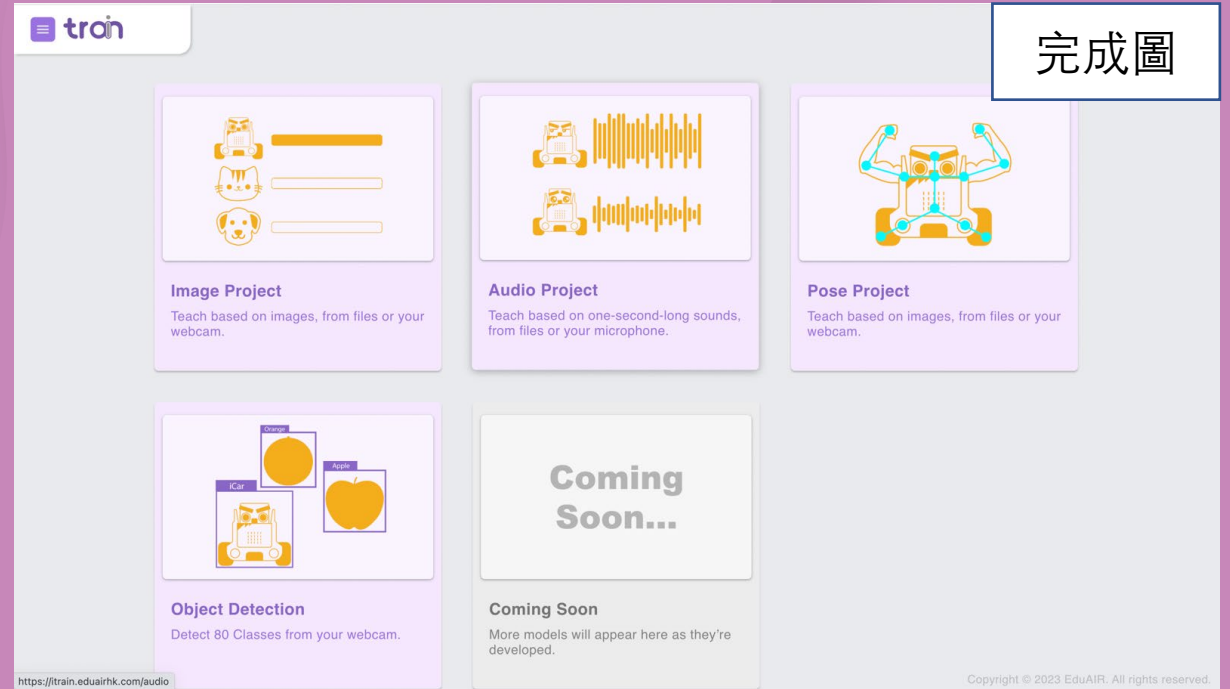 train
完成圖
Image Project
Teach based on images, from files or your
webcam.
Audio Project
Teach based on one-second-long sounds,
from files or your microphone.
Pose Project
Teach based on images, from files or your
webcam.
Orange
Apple
iCar
Object Detection
Detect 80 Classes from your webcam.
Coming
Soon...
Coming Soon
More models will appear here as they're
developed.
https://itrain.eduairhk.com/audio
Copyright © 2023 EduAIR. All rights reserved.